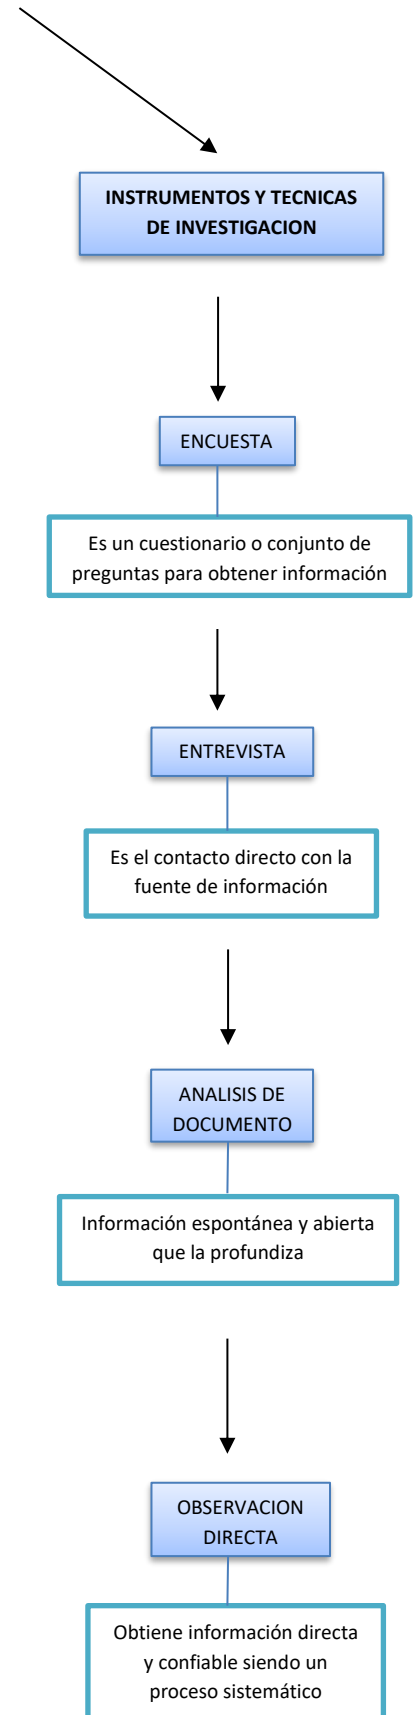 INSTRUMENTOS Y TECNICAS
DE INVESTIGACION
ENCUESTA
Es un cuestionario o conjunto de
preguntas para obtener información
ENTREVISTA
Es el contacto directo con la
fuente de información
ANALISIS DE
DOCUMENTO
Información espontánea y abierta
que la profundiza
OBSERVACION
DIRECTA
Obtiene información directa
y confiable siendo un
proceso sistemático